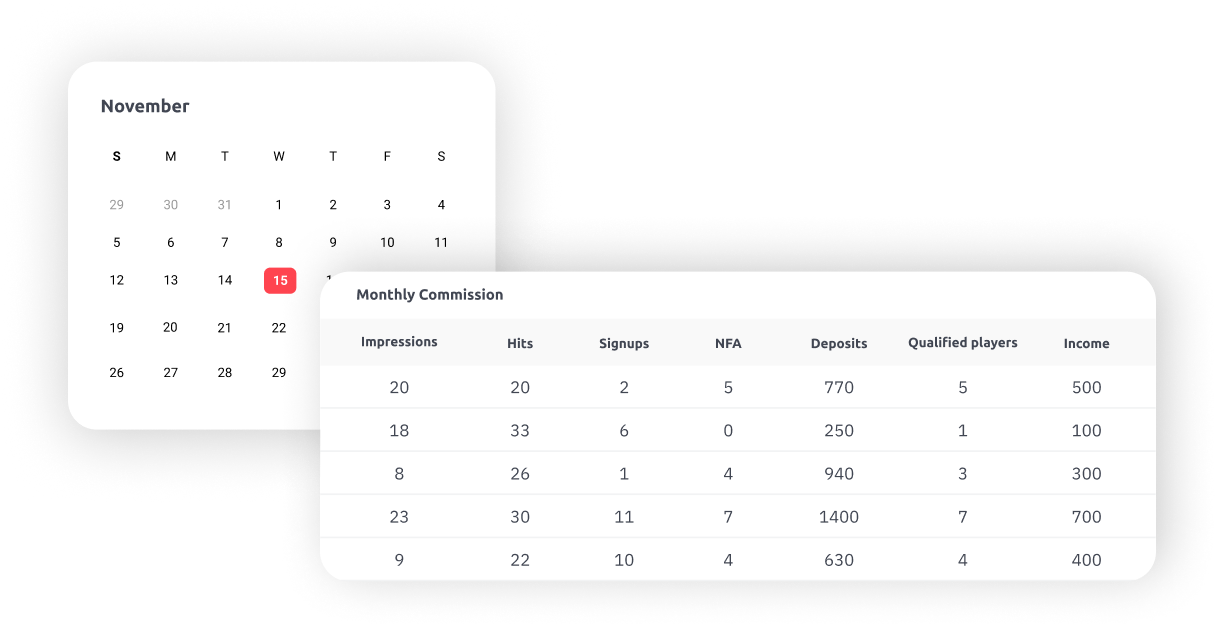 November
S M T W T F S
29 30 31 1 2 3 4
5 6 7 8 9 10 11
12 13 14 15
19 20 21 22
26 27 28 29
Monthly Commission
Impressions Hits Signups NFA Deposits Qualified players Income
20 20 2 5 770 5 500
18 33 6 0 250 1 100
8 26 1 4 940 3 300
23 30 11 7 1400 7 700
9 22 10 4 630 4 400